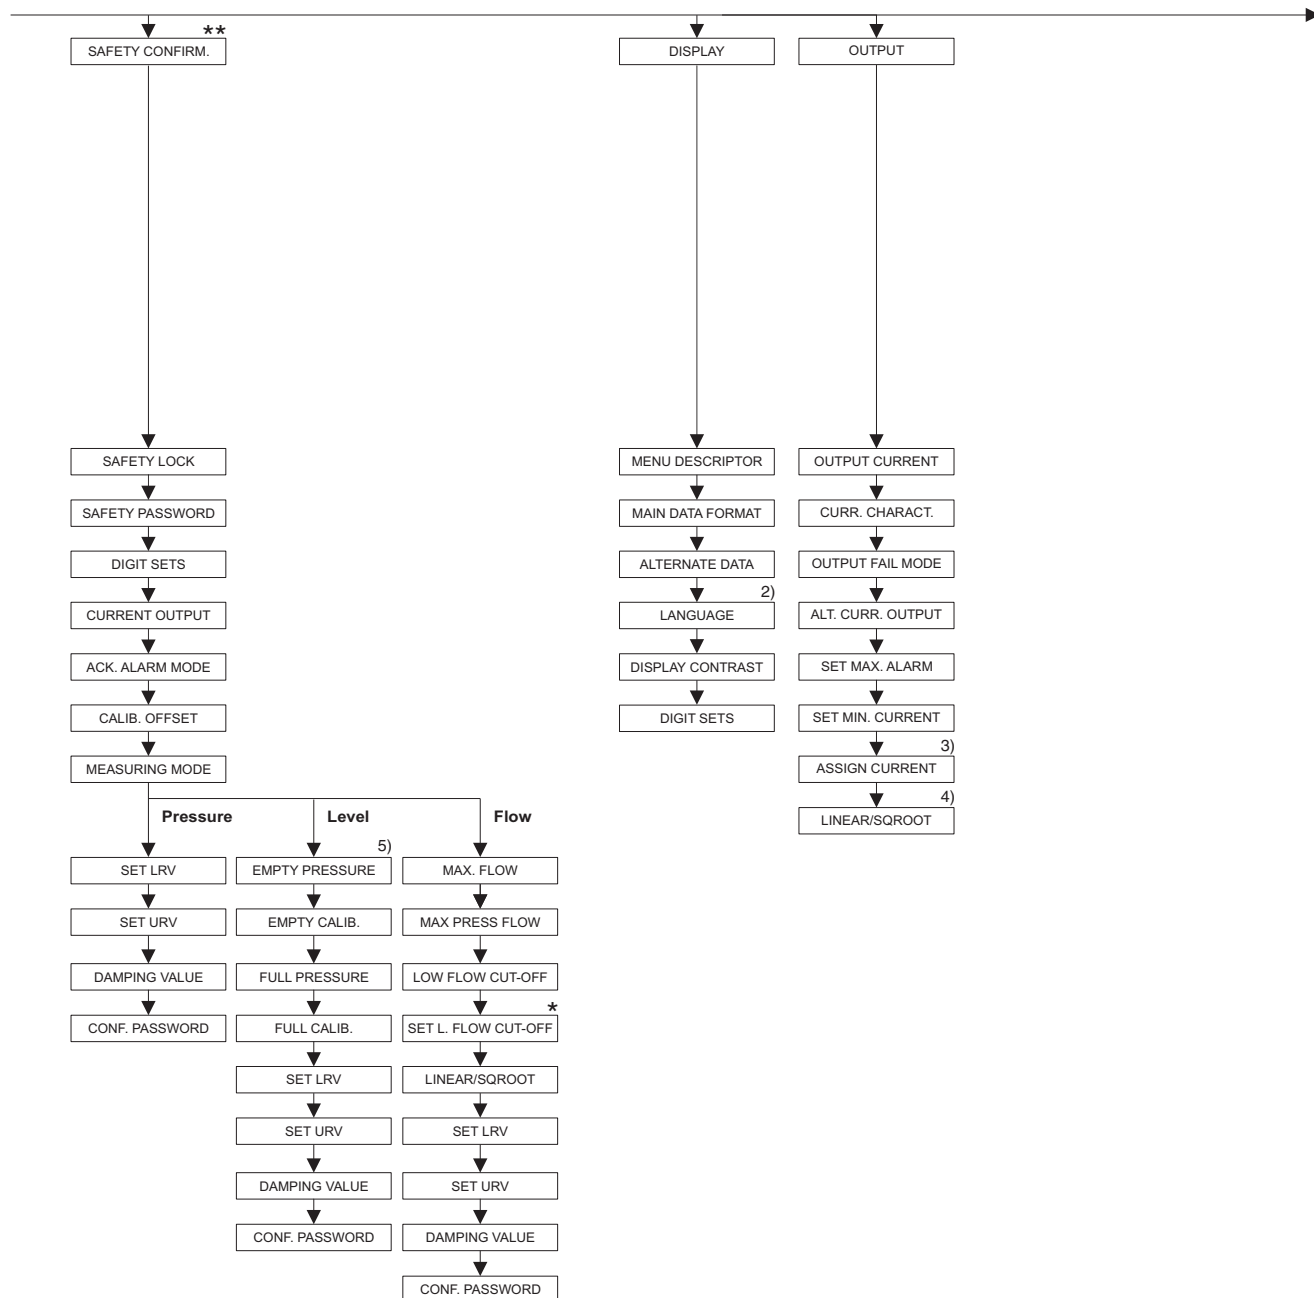 **
SAFETY CONFIRM.
DISPLAY
OUTPUT
SAFETY LOCK
MENU DESCRIPTOR
OUTPUT CURRENT
SAFETY PASSWORD
MAIN DATA FORMAT
CURR. CHARACT.
DIGIT SETS
ALTERNATE DATA
OUTPUT FAIL MODE
2)
CURRENT OUTPUT
LANGUAGE
ALT. CURR. OUTPUT
ACK. ALARM MODE
DISPLAY CONTRAST
SET MAX. ALARM
CALIB. OFFSET
DIGIT SETS
SET MIN. CURRENT
3)
MEASURING MODE
ASSIGN CURRENT
4)
LINEAR/SQROOT
Pressure
Level
Flow
5)
SET LRV
EMPTY PRESSURE
MAX. FLOW
SET URV
EMPTY CALIB.
MAX PRESS FLOW
DAMPING VALUE
FULL PRESSURE
LOW FLOW CUT-OFF
*
CONF. PASSWORD
FULL CALIB.
SET L. FLOW CUT-OFF
SET LRV
LINEAR/SQROOT
SET URV
SET LRV
DAMPING VALUE
SET URV
CONF. PASSWORD
DAMPING VALUE
CONF. PASSWORD